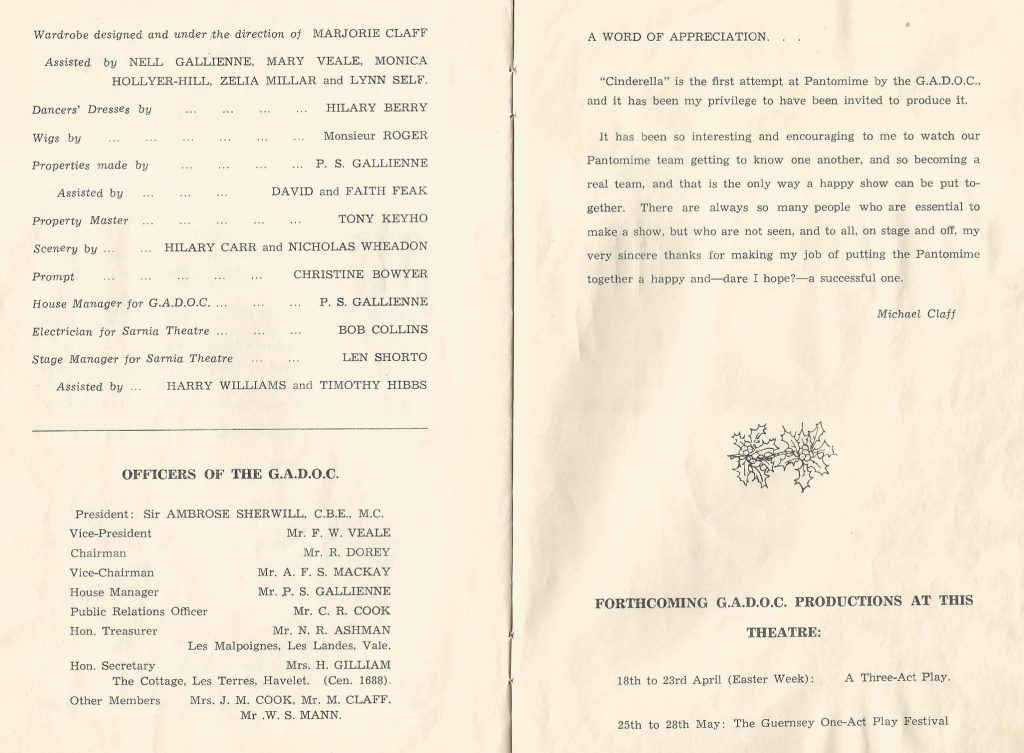 Wardrobe designed and under the direction of MARJORIE CLAFF
Assisted by NELL GALLIENNE, MARY VEALE, MONICA
HOLLYER-HILL, ZELIA MILLAR and LYNN SELF.
Dancers' Dresses by ... ... ... ... HILARY BERRY
Wigs by ... ... ... ... ... Monsieur ROGER
Properties made by ... ... ... ... P. S. GALLIENNE
Assisted by ... ... ... DAVID and FAITH FEAK
Property Master ... ... ... ... TONY KEYHO
Scenery by ... ... HILARY CARR and NICHOLAS WHEADON
Prompt ... ... ... ... ... CHRISTINE BOWYER
House Manager for G.A.D.O.C. ... ... ... P. S. GALLIENNE
Electrician for Sarnia Theatre ... ... ... BOB COLLINS
Stage Manager for Sarnia Theatre ... ... LEN SHORTO
Assisted by ... HARRY WILLIAMS and TIMOTHY HIBBS
OFFICERS OF THE G.A.D.O.C.
President: Sir AMBROSE SHERWILL, C.B.E., M.C.
Vice-President Mr. F. W. VEALE
Chairman Mr. R. DOREY
Vice-Chairman Mr. A. F. S. MACKAY
House Manager Mr. P. S. GALLIENNE
Public Relations Officer Mr. C. R. COOK
Hon. Treasurer Mr. N. R. ASHMAN
Les Malpoignes, Les Landes, Vale.
Hon. Secretary Mrs. H. GILLIAM
The Cottage, Les Terres, Havelet. (Cen. 1688).
Other Members Mrs. J. M. COOK, Mr. M. CLAFF,
Mr .W. S. MANN.
A WORD OF APPRECIATION. . .
"Cinderella" is the first attempt at Pantomime by the G.A.D.O.C.,
and it has been my privilege to have been invited to produce it.
It has been so interesting and encouraging to me to watch our
Pantomime team getting to know one another, and so becoming a
real team, and that is the only way a happy show can be put to-
gether. There are always so many people who are essential to
make a show, but who are not seen, and to all, on stage and off, my
very sincere thanks for making my job of putting the Pantomime
together a happy and—dare I hope?—a successful one.
Michael Claff
FORTHCOMING G.A.D.O.C. PRODUCTIONS AT THIS
THEATRE:
18th to 23rd April (Easter Week): A Three-Act Play.
25th to 28th May: The Guernsey One-Act Play Festival